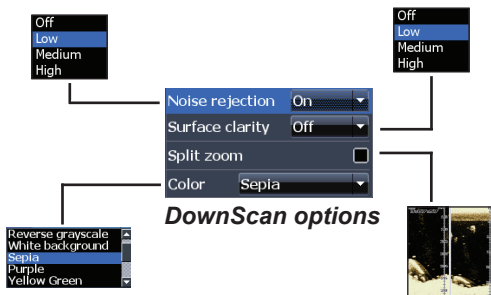 Off
Low
Medium
High
Off
Low
Medium
High
Noise rejection On
Surface clarity Off
Split zoom
Color Sepia
DownScan options
Reverse grayscale
White background
Sepia
Purple
Yellow Green